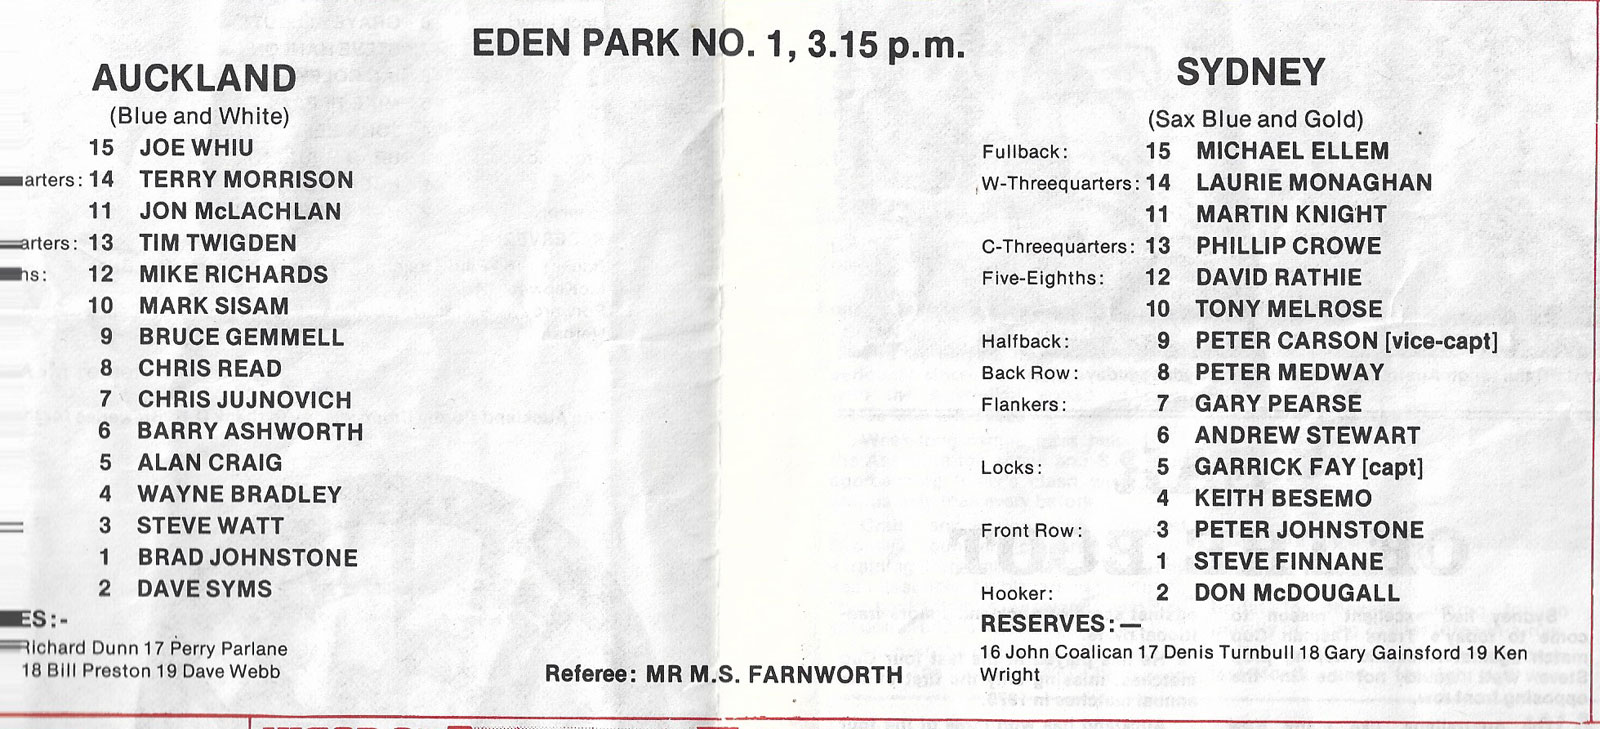 EDEN PARK NO. 1, 3.15 p.m.
AUCKLAND
(Blue and White)
15 JOE WHIU
arters: 14 TERRY MORRISON
11 JON McLACHLAN
arters: 13 TIM TWIGDEN
ns: 12 MIKE RICHARDS
10 MARK SISAM
9 BRUCE GEMMELL
8 CHRIS READ
7 CHRIS JUJNOVICH
6 BARRY ASHWORTH
5 ALAN CRAIG
4 WAYNE BRADLEY
3 STEVE WATT
1 BRAD JOHNSTONE
2 DAVE SYMS
ES:-
Richard Dunn 17 Perry Parlane
18 Bill Preston 19 Dave Webb
Referee: MR M.S. FARNWORTH
SYDNEY
(Sax Blue and Gold)
Fullback: 15 MICHAEL ELLEM
W-Threequarters: 14 LAURIE MONAGHAN
11 MARTIN KNIGHT
C-Threequarters: 13 PHILLIP CROWE
Five-Eighths: 12 DAVID RATHIE
10 TONY MELROSE
Halfback: 9 PETER CARSON [vice-capt]
Back Row: 8 PETER MEDWAY
Flankers: 7 GARY PEARSE
6 ANDREW STEWART
Locks: 5 GARRICK FAY [capt]
4 KEITH BESEMO
Front Row: 3 PETER JOHNSTONE
1 STEVE FINNANE
Hooker: 2 DON McDOUGALL
RESERVES:—
16 John Coalican 17 Denis Turnbull 18 Gary Gainsford 19 Ken
Wright